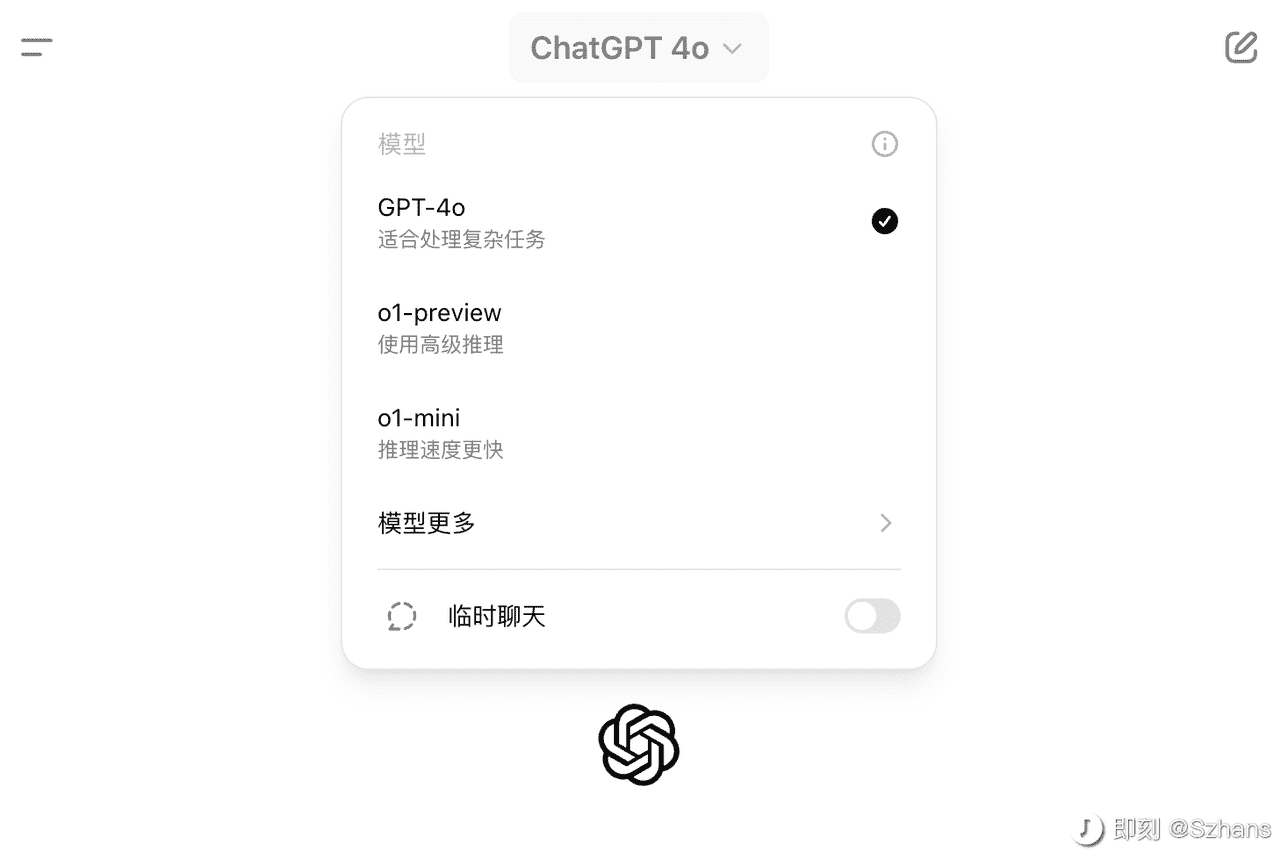 ChatGPT 4o
模型
GPT-4o
适合处理复杂任务
o1-preview
使用高级推理
o1-mini
推理速度更快
模型更多
临时聊天
即刻 @Szhans